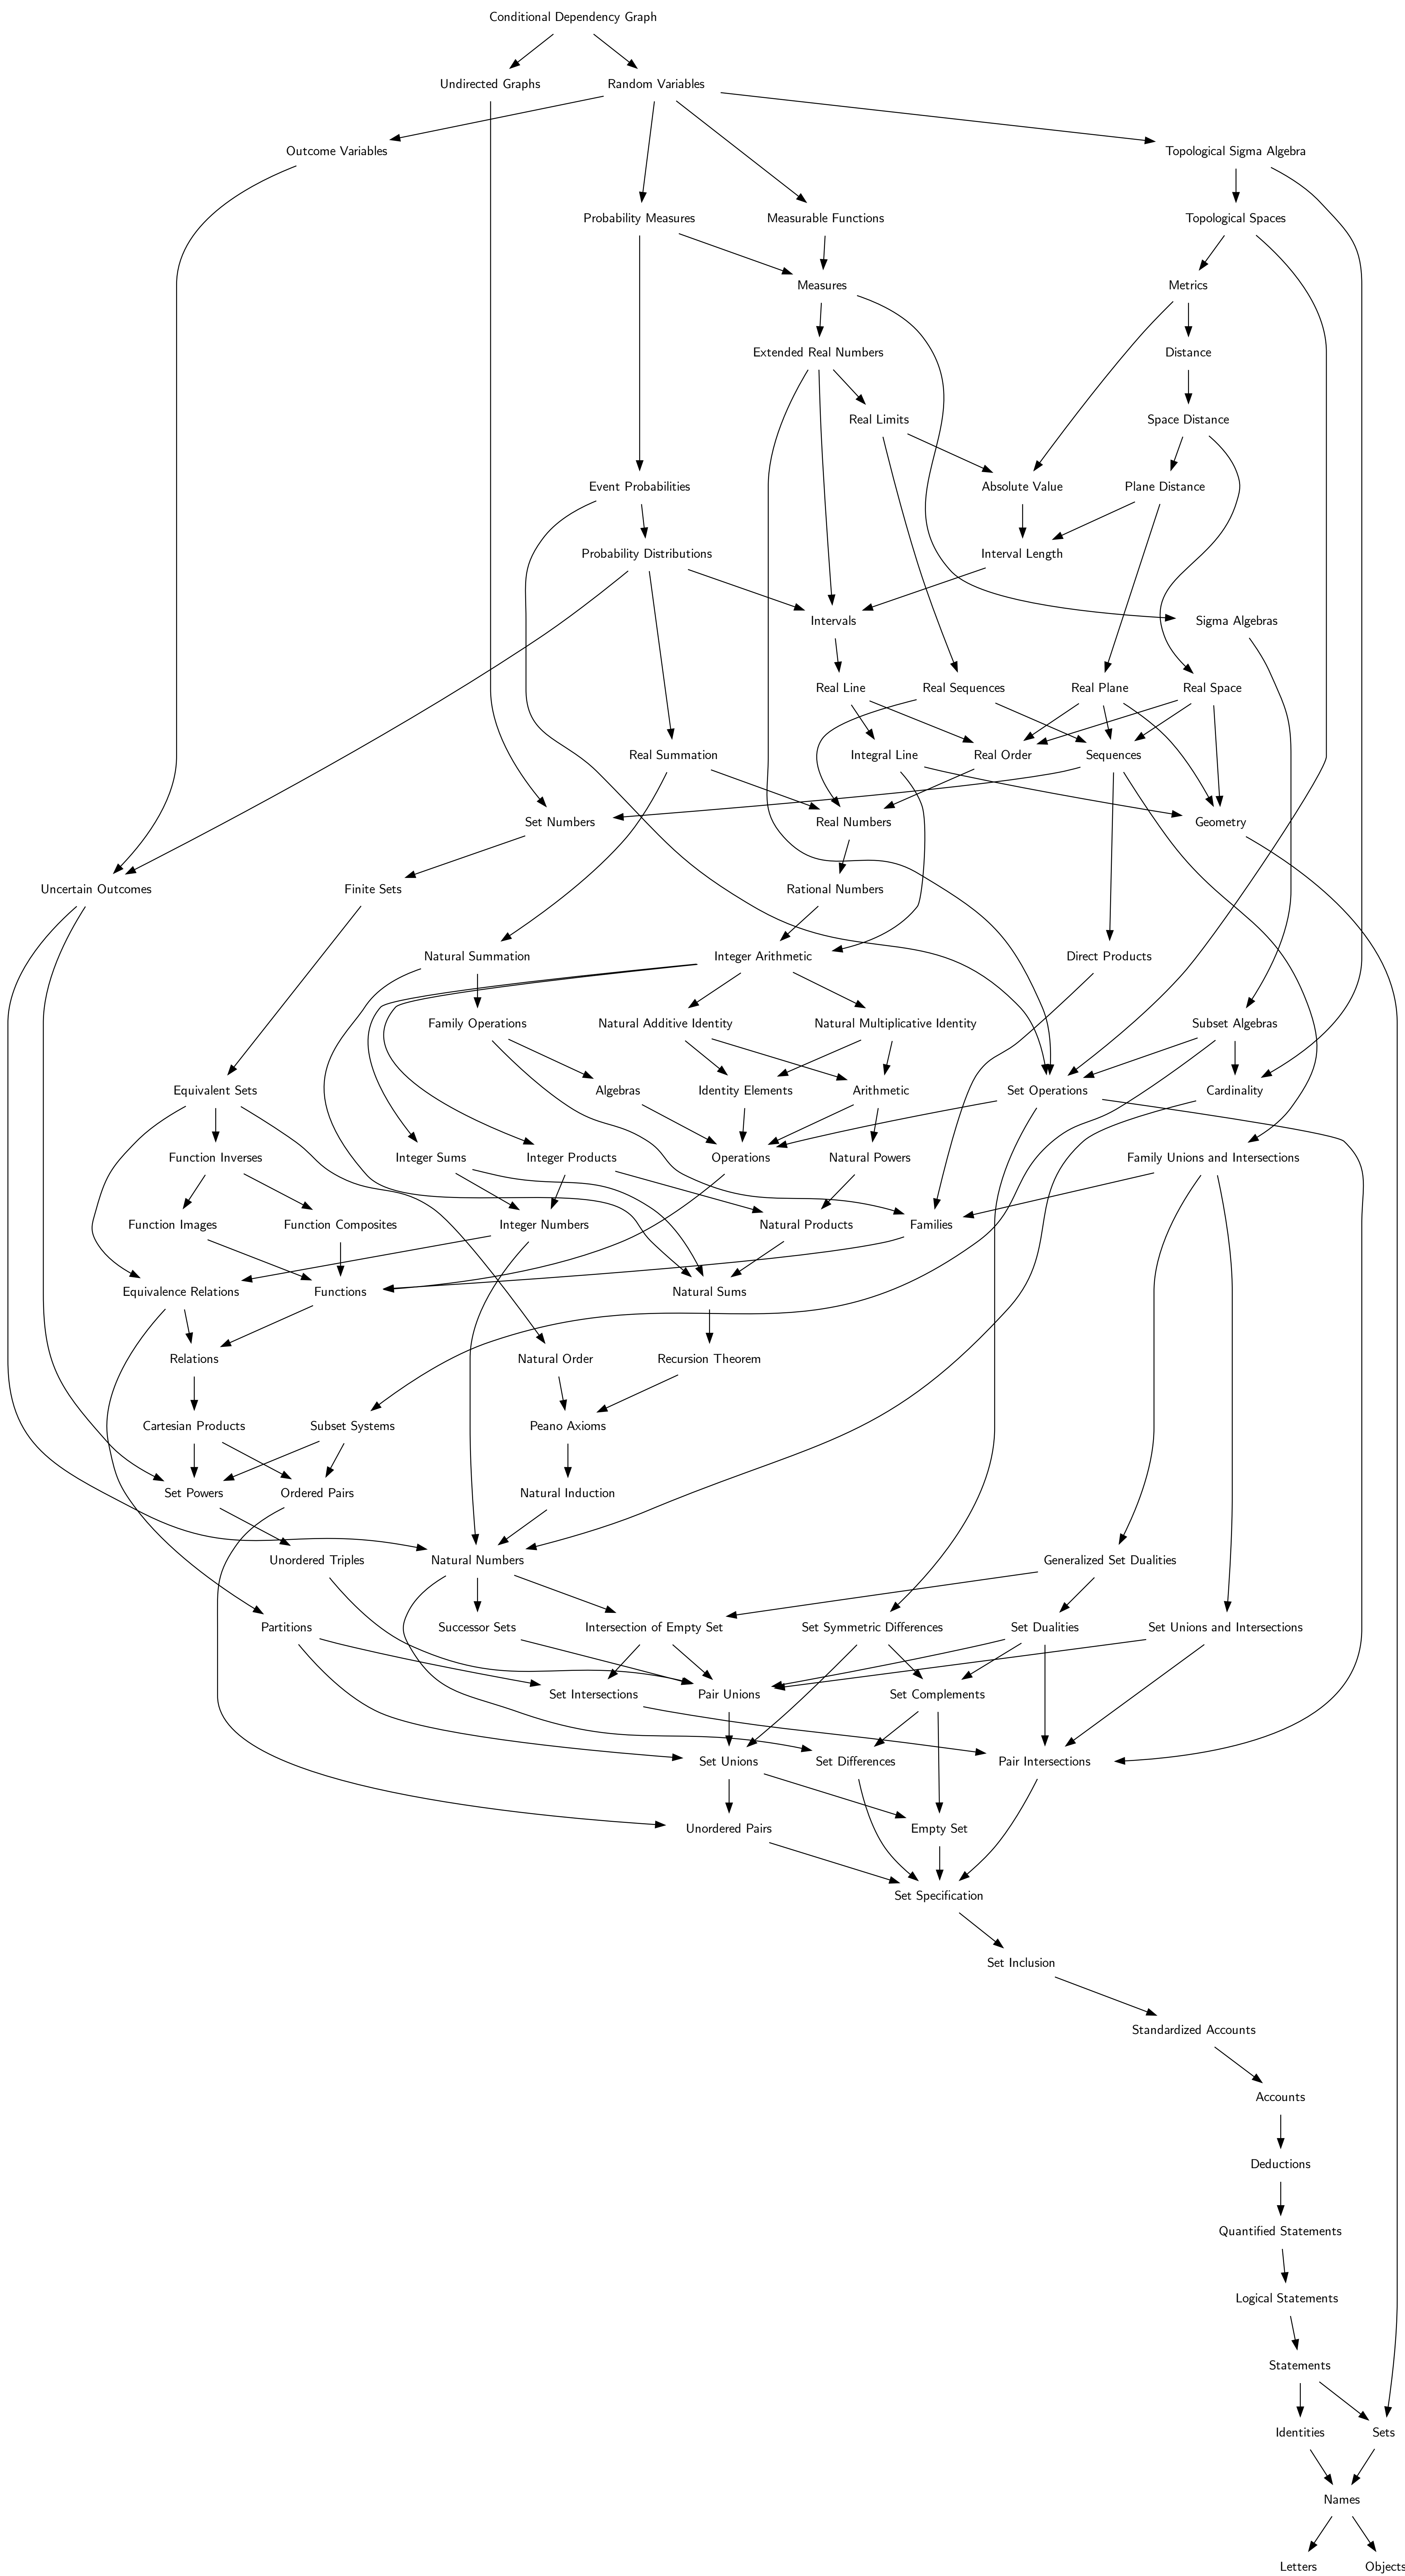 Conditional Dependency Graph
Undirected Graphs
Random Variables
Outcome Variables
Topological Sigma Algebra
Probability Measures
Measurable Functions
Topological Spaces
Measures
Metrics
Extended Real Numbers
Distance
Real Limits
Space Distance
Event Probabilities
Absolute Value
Plane Distance
Probability Distributions
Interval Length
Intervals
Sigma Algebras
Real Line
Real Sequences
Real Plane
Real Space
Real Summation
Integral Line
Real Order
Sequences
Set Numbers
Real Numbers
Geometry
Uncertain Outcomes
Finite Sets
Rational Numbers
Natural Summation
Integer Arithmetic
Direct Products
Family Operations
Natural Additive Identity
Natural Multiplicative Identity
Subset Algebras
Equivalent Sets
Algebras
Identity Elements
Arithmetic
Set Operations
Cardinality
Function Inverses
Integer Sums
Integer Products
Operations
Natural Powers
Family Unions and Intersections
Function Images
Function Composites
Integer Numbers
Natural Products
Families
Equivalence Relations
Functions
Natural Sums
Relations
Natural Order
Recursion Theorem
Cartesian Products
Subset Systems
Peano Axioms
Set Powers
Ordered Pairs
Natural Induction
Unordered Triples
Natural Numbers
Generalized Set Dualities
Partitions
Successor Sets
Intersection of Empty Set
Set Symmetric Differences
Set Dualities
Set Unions and Intersections
Set Intersections
Pair Unions
Set Complements
Set Unions
Set Differences
Pair Intersections
Unordered Pairs
Empty Set
Set Specification
Set Inclusion
Standardized Accounts
Accounts
Deductions
Quantified Statements
Logical Statements
Statements
Identities
Sets
Names
Letters
Objects